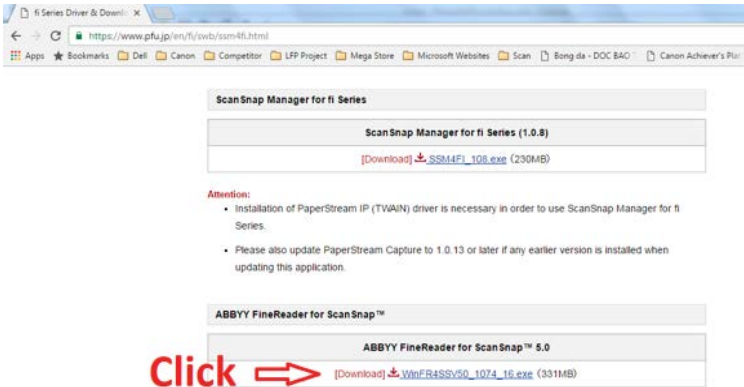 fi Series Driver & Downlo
https://www.pfu.jp/en/fi/swb/ssm4fi.html
Apps Bookmarks Dell Canon Competitor LFP Project Mega Store Microsoft Websites Scan Bong da - DOC BAO T Canon Achiever's Plat
ScanSnap Manager for fi Series
ScanSnap Manager for fi Series (1.0.8)
[Download] SSM4FI_108.exe (230MB)
Attention:
• Installation of PaperStream IP (TWAIN) driver is necessary in order to use ScanSnap Manager for fi
Series.
• Please also update PaperStream Capture to 1.0.13 or later if any earlier version is installed when
updating this application.
ABBYY FineReader for ScanSnap™
ABBYY FineReader for ScanSnap™ 5.0
Click [Download] WinFR4SSV50_1074_16.exe (331MB)